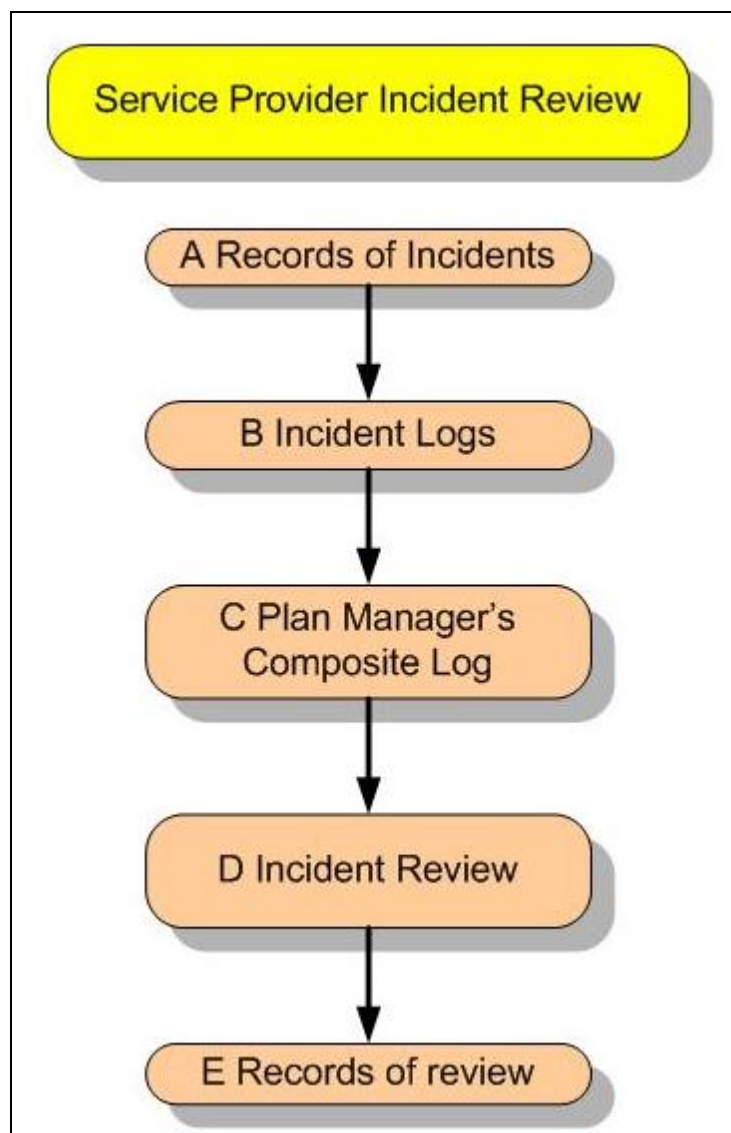 Service Provider Incident Review
A Records of Incidents
B Incident Logs
C Plan Manager’s
Composite Log
D Incident Review
E Records of review